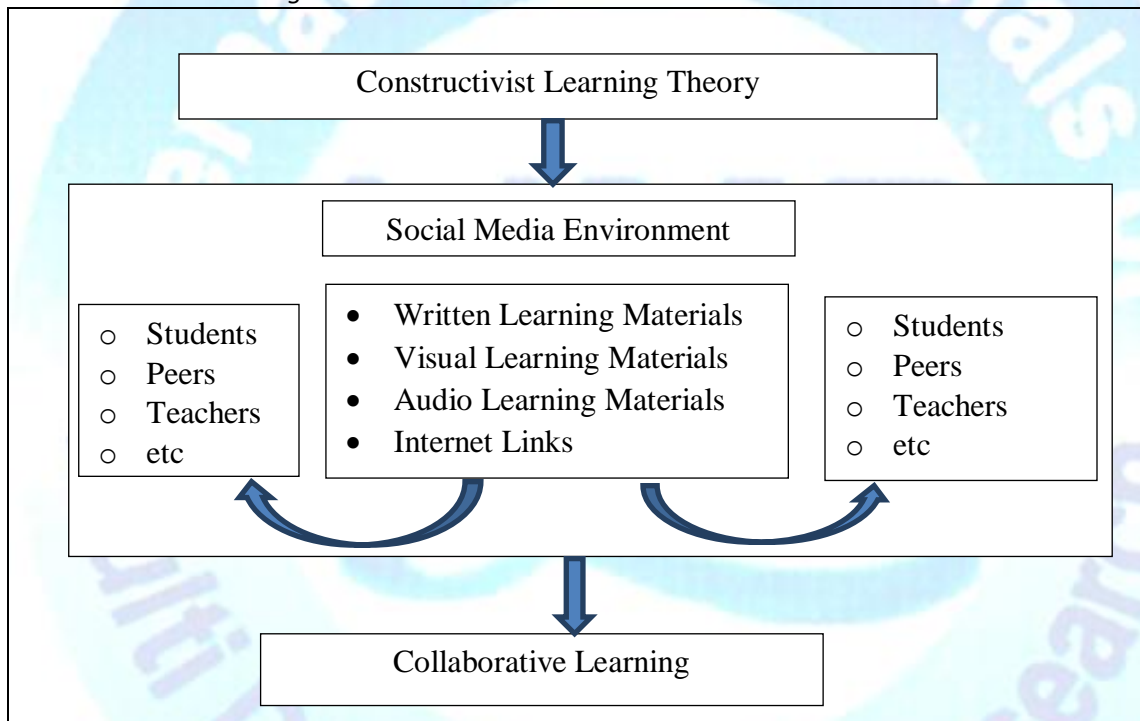 Constructivist Learning Theory
Social Media Environment
○ Students
○ Peers
○ Teachers
○ etc
• Written Learning Materials
• Visual Learning Materials
• Audio Learning Materials
• Internet Links
○ Students
○ Peers
○ Teachers
○ etc
Collaborative Learning